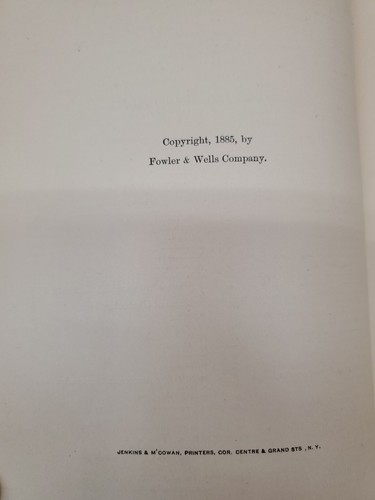 Copyright, 1885, by
Fowler & Wells Company.
JENKINS & M'COWAN, PRINTERS, COR. CENTRE & GRAND STS., N.Y.